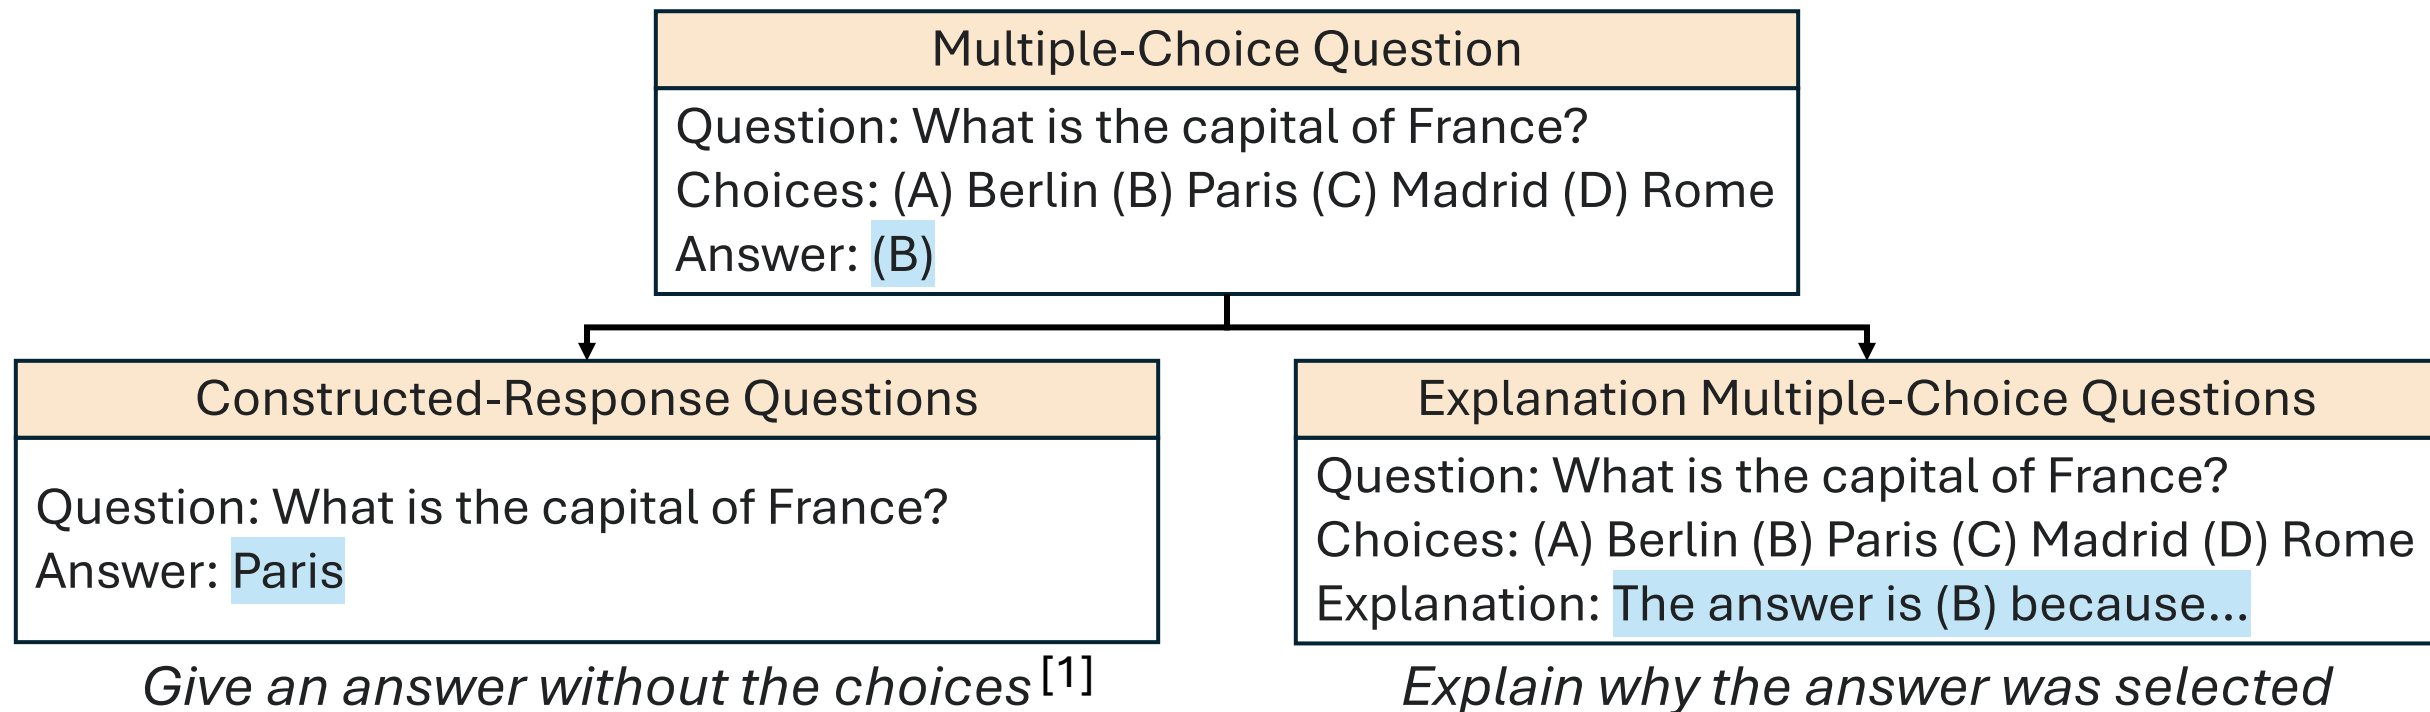 Multiple-Choice Question
Question: What is the capital of France?
Choices: (A) Berlin (B) Paris (C) Madrid (D) Rome
Answer: (B)
Constructed-Response Questions
Question: What is the capital of France?
Answer: Paris
Give an answer without the choices [1]
Explanation Multiple-Choice Questions
Question: What is the capital of France?
Choices: (A) Berlin (B) Paris (C) Madrid (D) Rome
Explanation: The answer is (B) because...
Explain why the answer was selected